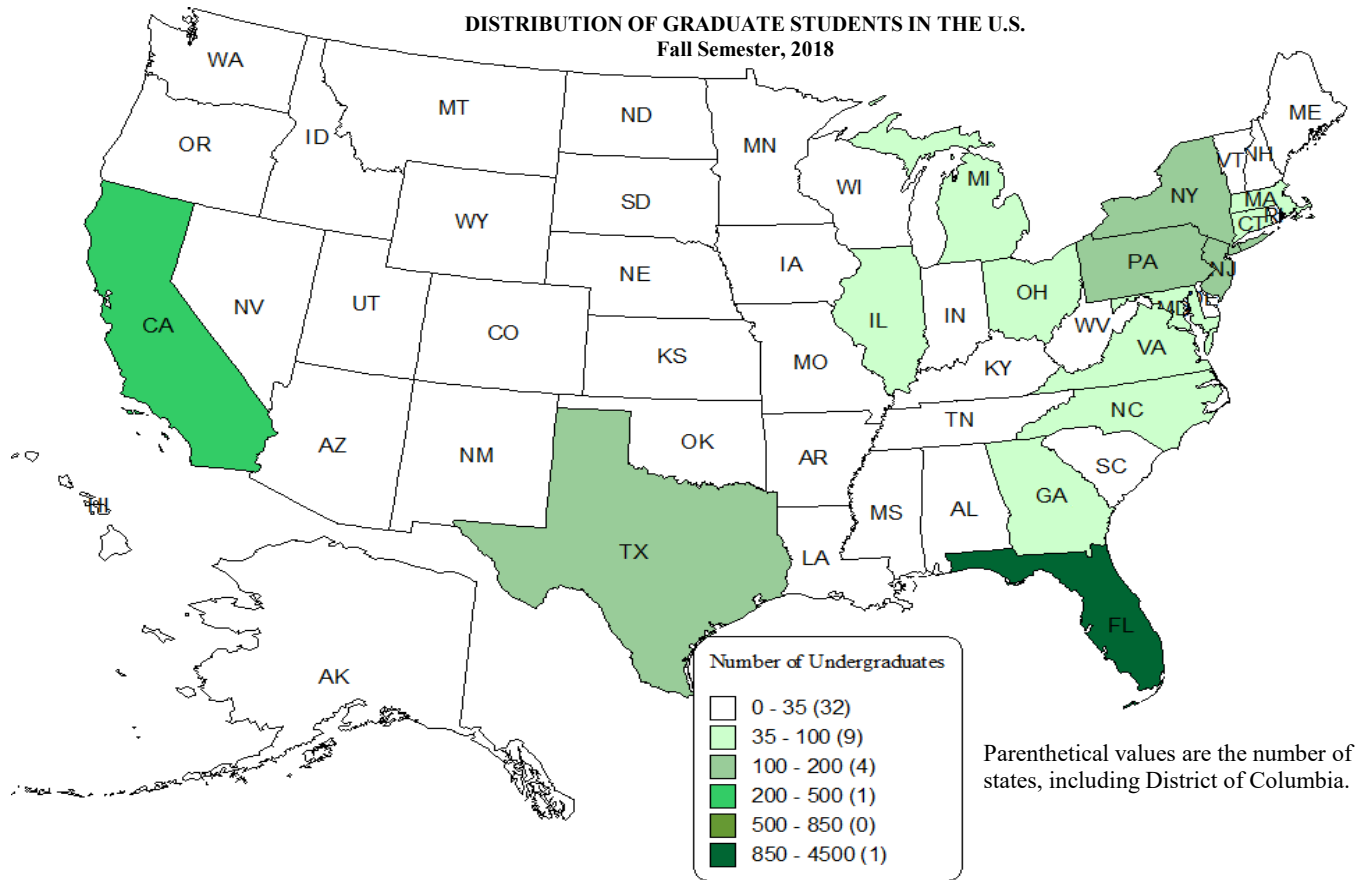 DISTRIBUTION OF GRADUATE STUDENTS IN THE U.S.
Fall Semester, 2018
WA
MT
ND
MN
ME
OR
ID
VT
NH
WI
MI
NY
SD
WY
MA
CT
IA
PA
NJ
NE
OH
NV
UT
IL
IN
MD
CA
CO
WV
VA
KS
MO
KY
NC
TN
OK
AZ
NM
AR
SC
GA
MS
AL
TX
LA
FL
AK
Number of Undergraduates
0 - 35 (32)
35 - 100 (9)
100 - 200 (4)
200 - 500 (1)
500 - 850 (0)
850 - 4500 (1)
Parenthetical values are the number of
states, including District of Columbia.